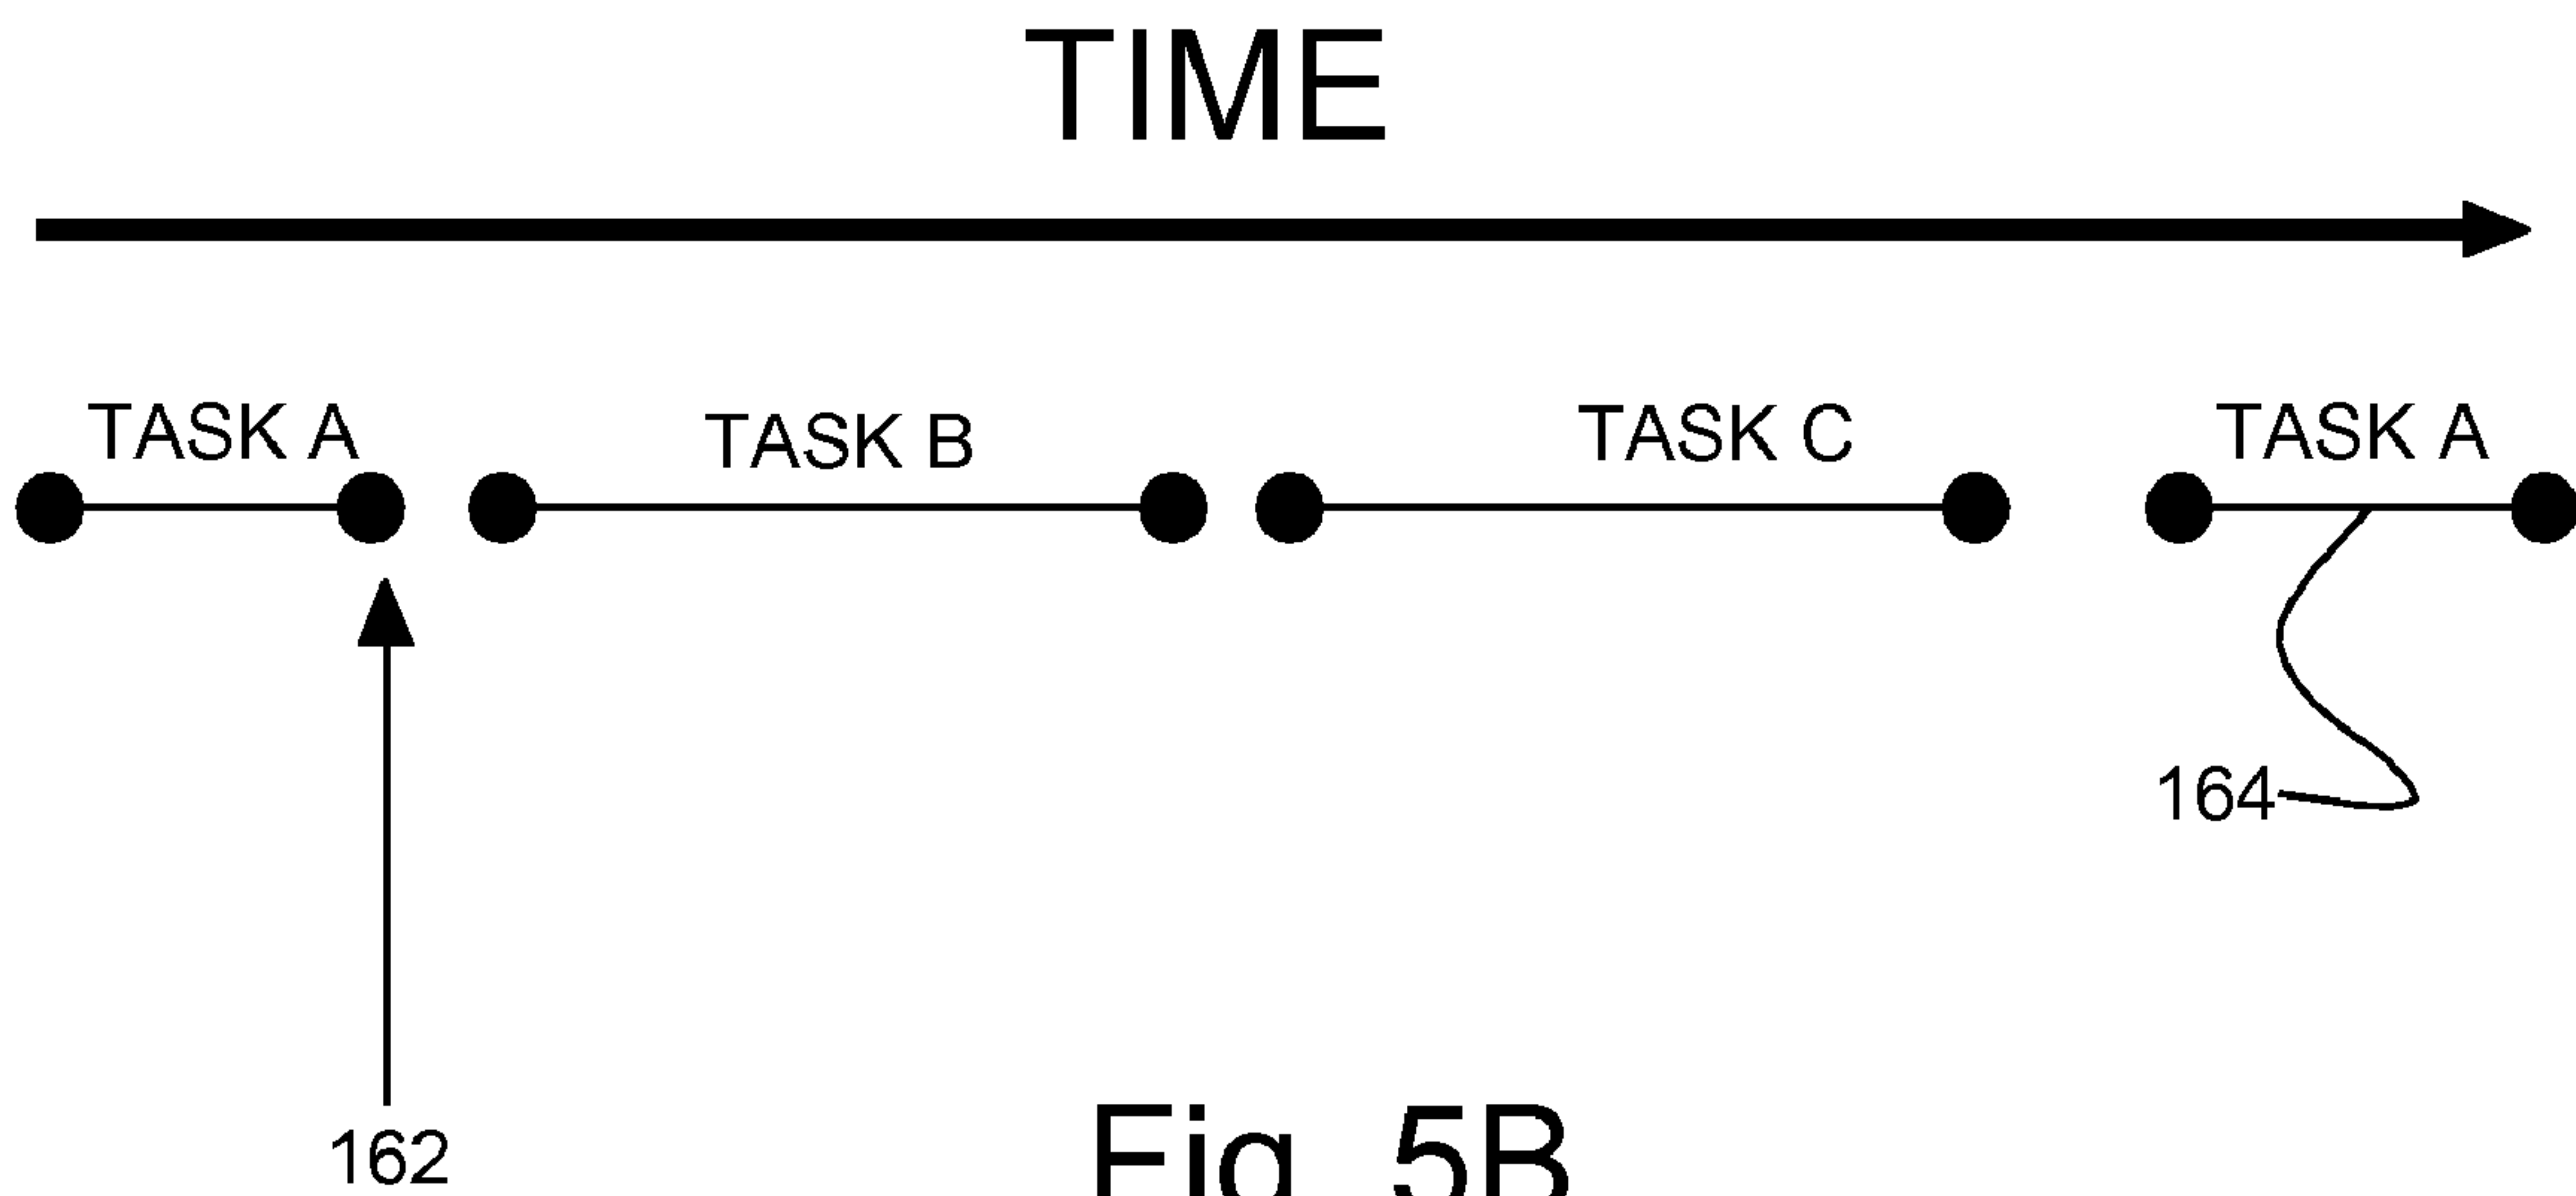 TIME
TASK A TASK B TASK C TASK A
164
162
Fig. 5B